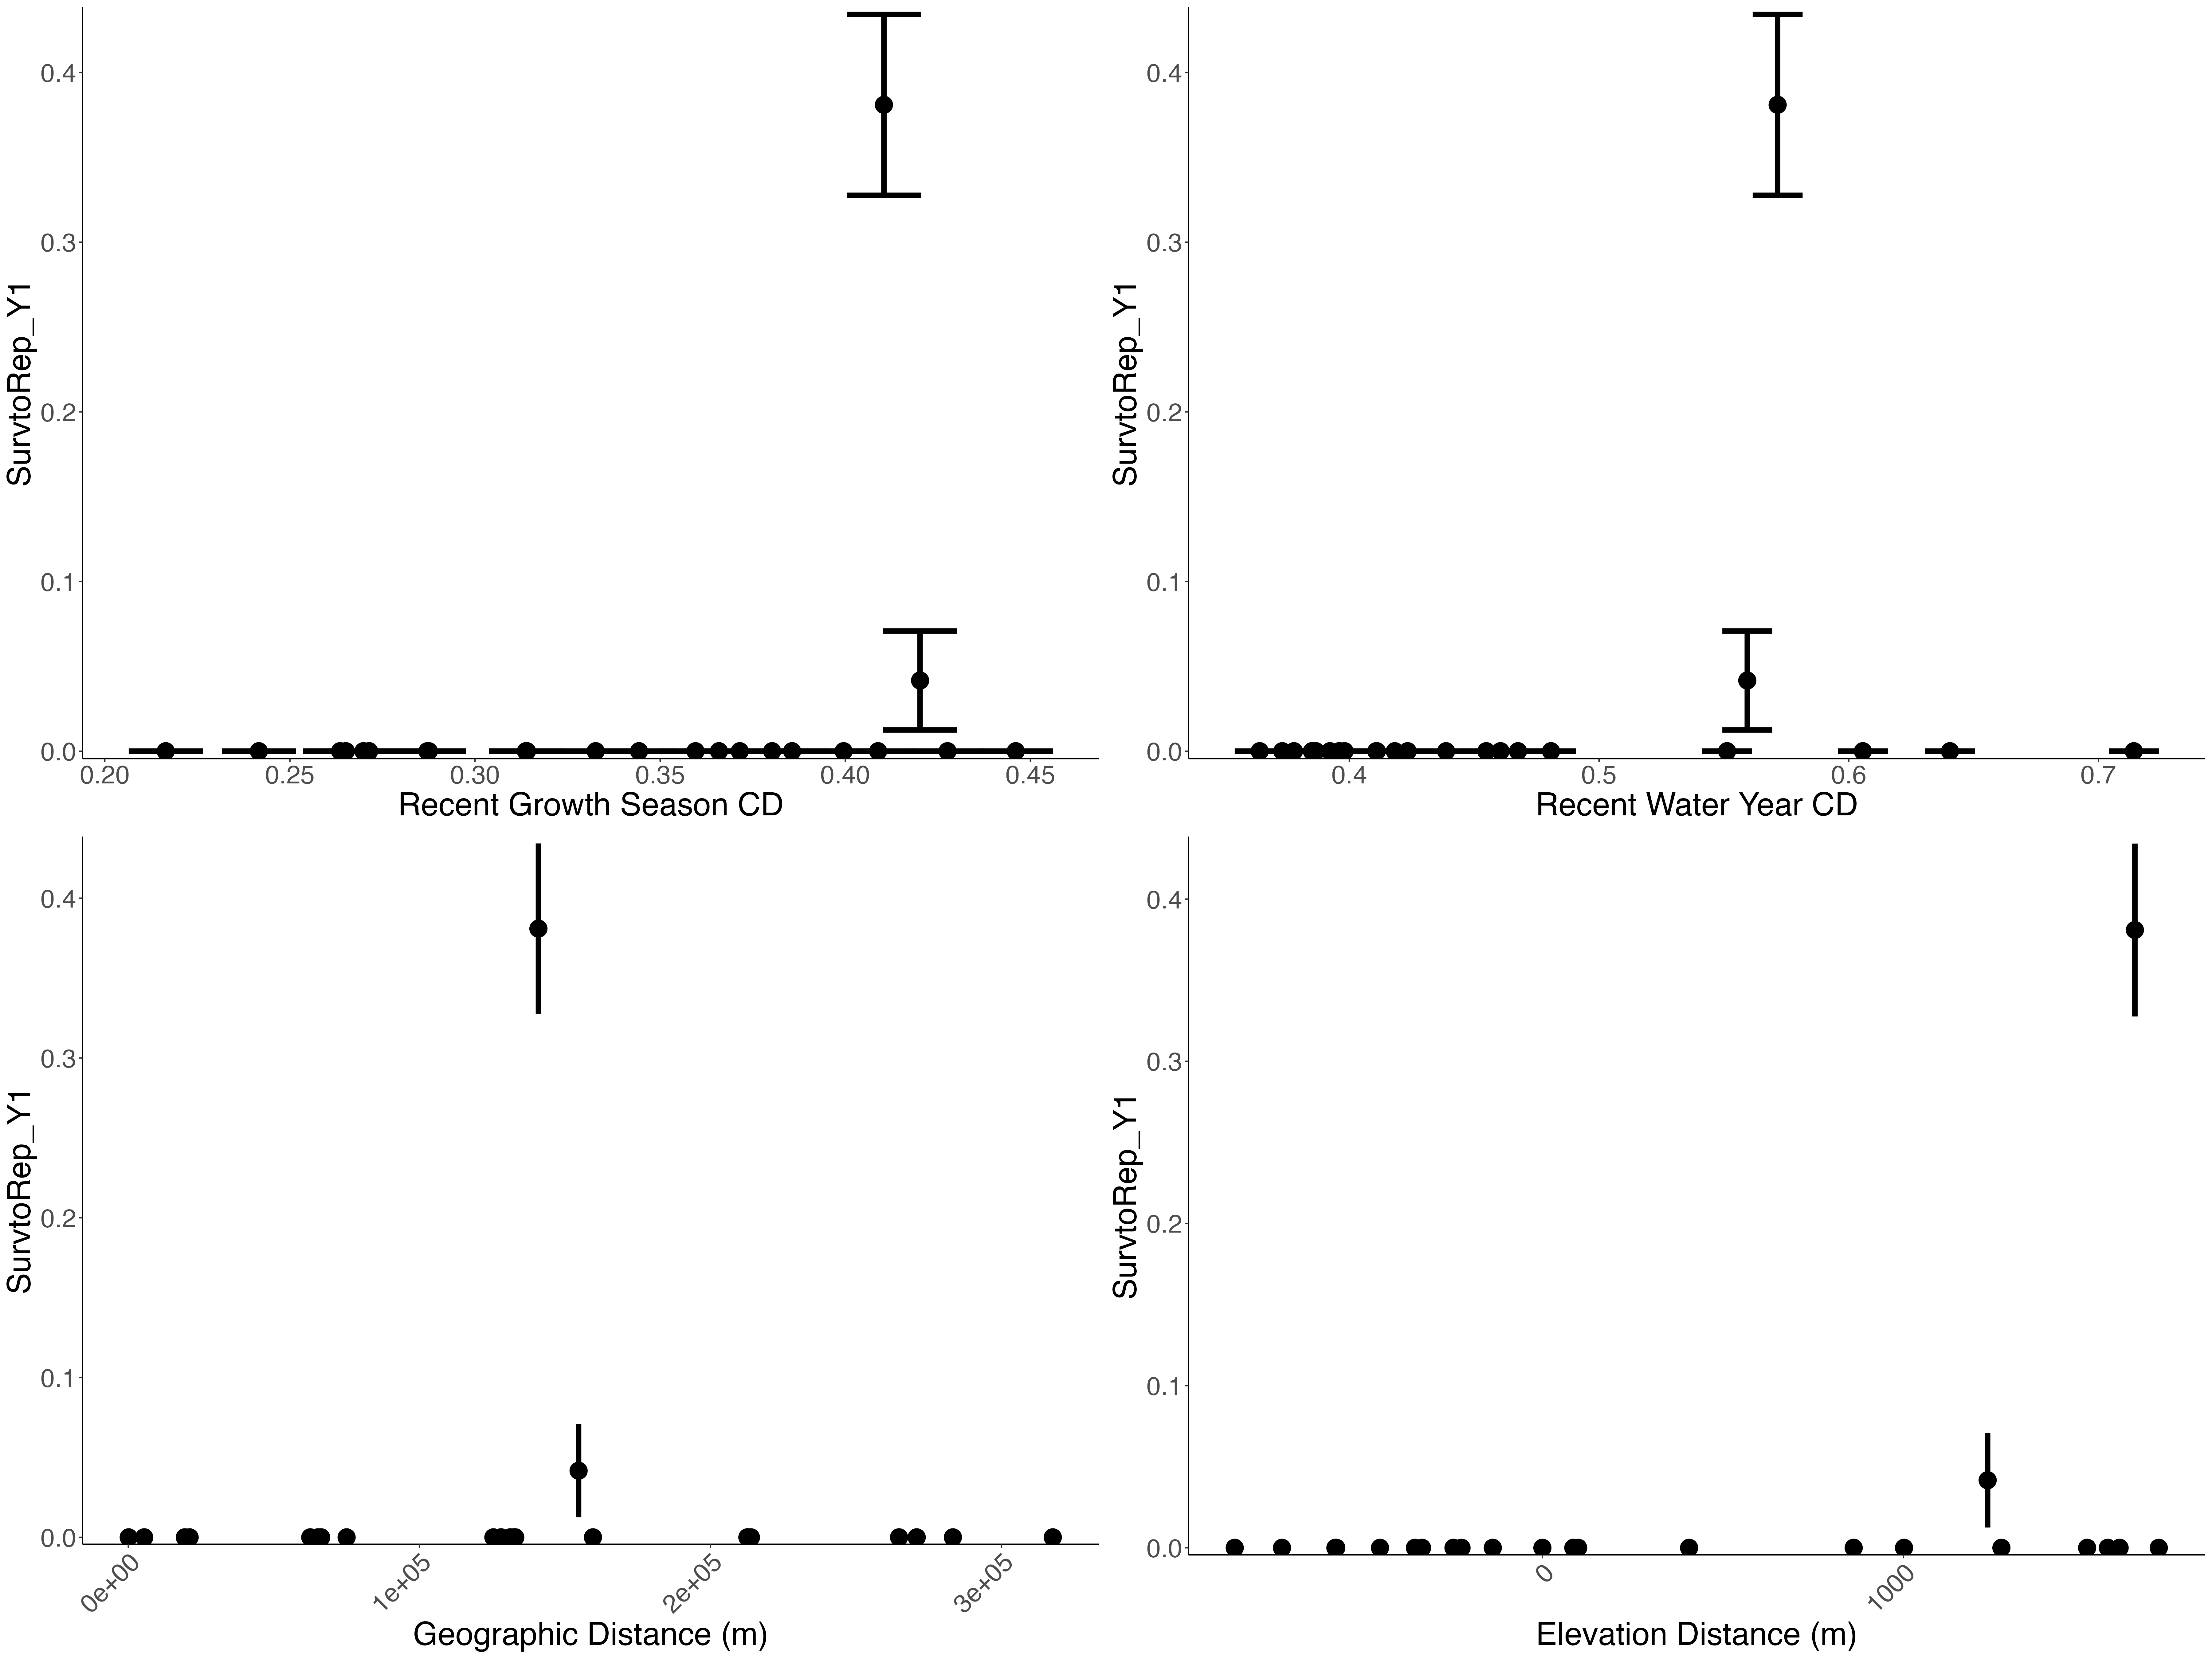 SurvtoRep_Y1
0.4
0.3
0.2
0.1
0.0
0.20 0.25 0.30 0.35 0.40 0.45
Recent Growth Season CD
SurvtoRep_Y1
0.4
0.3
0.2
0.1
0.0
0.4 0.5 0.6 0.7
Recent Water Year CD
SurvtoRep_Y1
0.4
0.3
0.2
0.1
0.0
0e+00 1e+05 2e+05 3e+05
Geographic Distance (m)
SurvtoRep_Y1
0.4
0.3
0.2
0.1
0.0
0 1000
Elevation Distance (m)